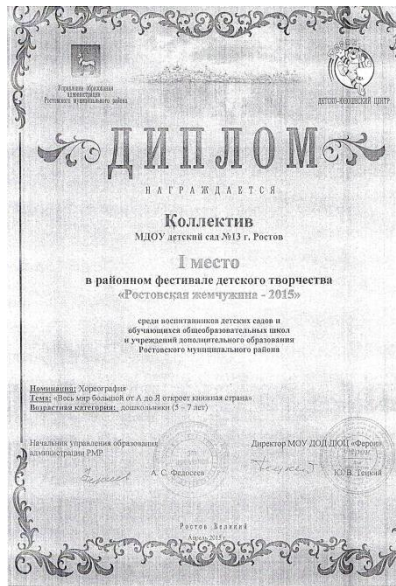 Управление образования
администрации
Ростовского муниципального района
ДЕТСКО-ЮНОШЕСКИЙ ЦЕНТР
ДИПЛОМ
НАГРАЖДАЕТСЯ
Коллектив
МДОУ детский сад №13 г. Ростов
I место
в районном фестивале детского творчества
«Ростовская жемчужина - 2015»
среди воспитанников детских садов и
обучающихся общеобразовательных школ
и учреждений дополнительного образования
Ростовского муниципального района
Номинация: Хореография
Тема: «Весь мир большой от А до Я откроет книжная страна»
Возрастная категория: дошкольники (5 – 7 лет)
Начальник управления образования
администрации РМР
А. С. Федосеев
Директор МОУ ДОД ДЮЦ «Ферон»
К.В. Тецкий
Ростов Великий
Апрель 2015 г.